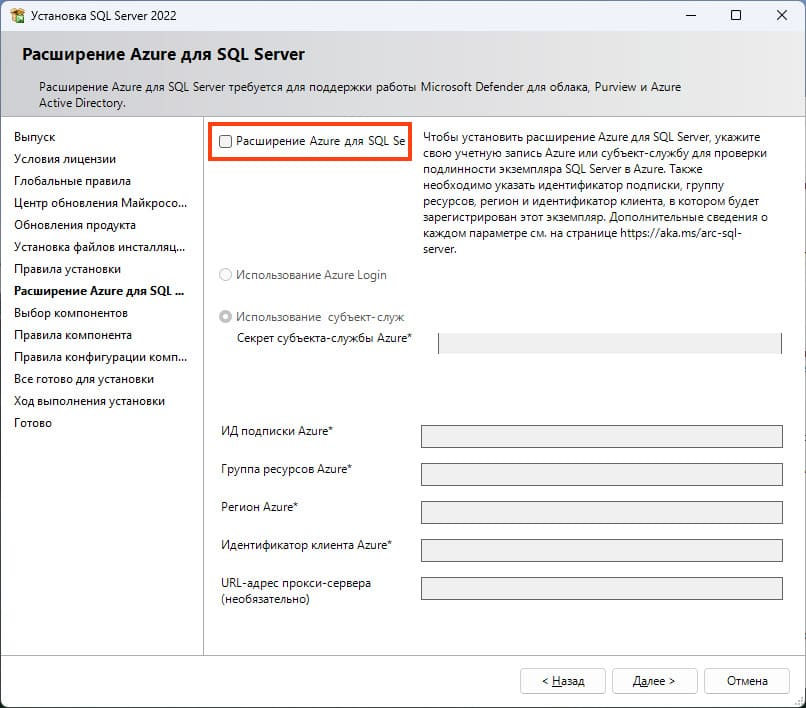 Установка SQL Server 2022
Расширение Azure для SQL Server
Расширение Azure для SQL Server требуется для поддержки работы Microsoft Defender для облака, Purview и Azure
Active Directory.
Выпуск
Условия лицензии
Глобальные правила
Центр обновления Майкросо...
Обновления продукта
Установка файлов инсталляц...
Правила установки
Расширение Azure для SQL ...
Выбор компонентов
Правила компонента
Правила конфигурации комп...
Все готово для установки
Ход выполнения установки
Готово
Расширение Azure для SQL Se
Чтобы установить расширение Azure для SQL Server, укажите
свою учетную запись Azure или субъект-службу для проверки
подлинности экземпляра SQL Server в Azure. Также
необходимо указать идентификатор подписки, группу
ресурсов, регион и идентификатор клиента, в котором будет
зарегистрирован этот экземпляр. Дополнительные сведения о
каждом параметре см. на странице https://aka.ms/arc-sql-
server.
Использование Azure Login
Использование субъект-служ
Секрет субъекта-службы Azure*
ИД подписки Azure*
Группа ресурсов Azure*
Регион Azure*
Идентификатор клиента Azure*
URL-адрес прокси-сервера
(необязательно)
< Назад
Далее >
Отмена